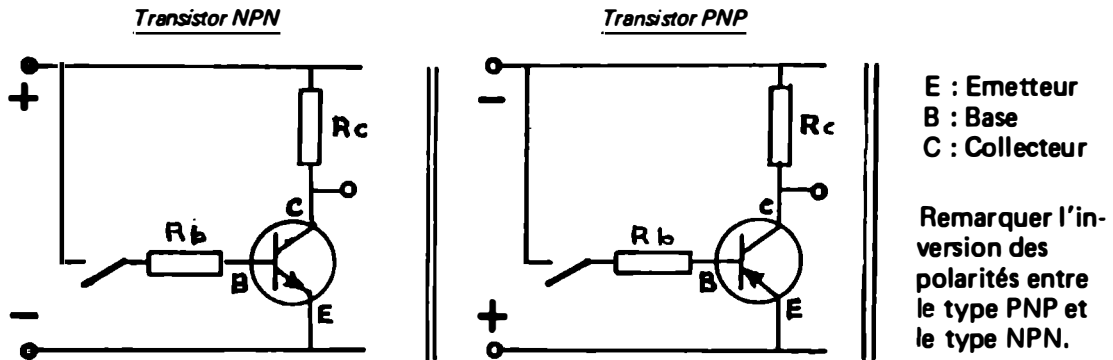 Transistor NPN
+
Rc
C
Rb
B
E
−
Transistor PNP
−
Rc
C
Rb
B
E
+
E : Emetteur
B : Base
C : Collecteur
Remarquer l'in-
version des
polarités entre
le type PNP et
le type NPN.